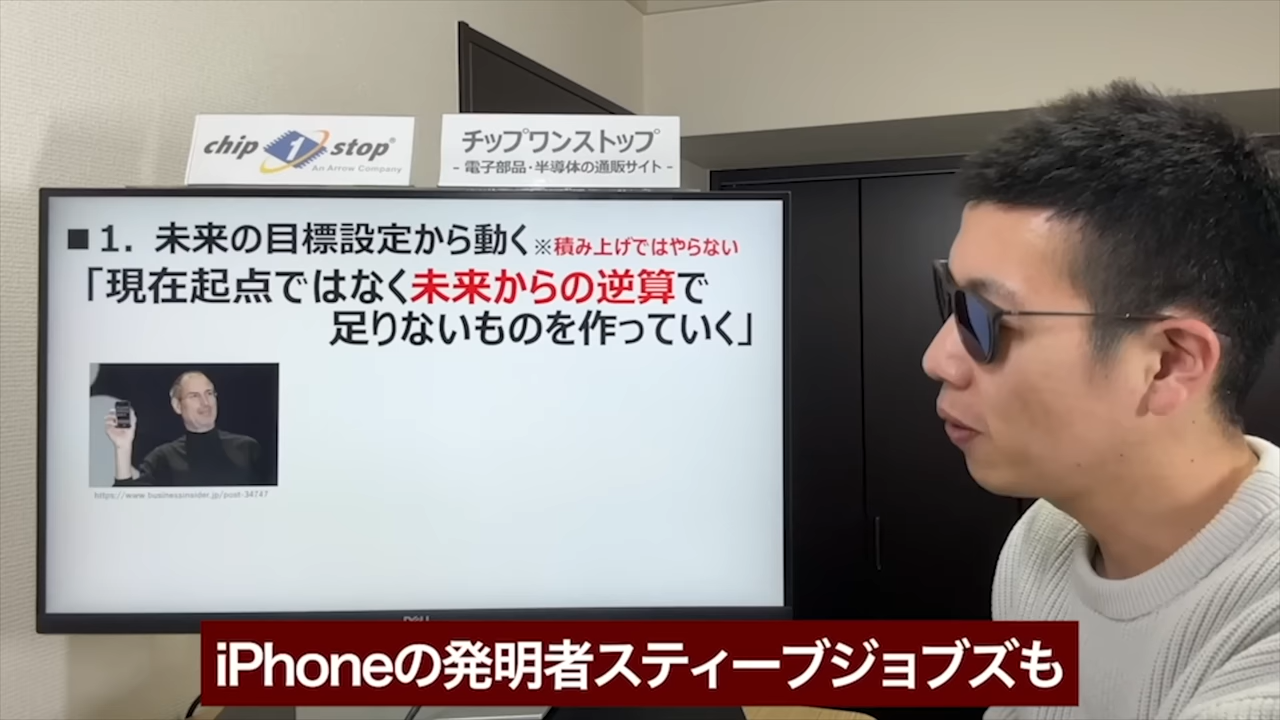 chip 1 stop®
An Arrow Company
チップワンストップ
- 電子部品・半導体の通販サイト -
■1. 未来の目標設定から動く ※積み上げではやらない
「現在起点ではなく未来からの逆算で
足りないものを作っていく」
https://www.businessinsider.jp/post-34747
DELL
iPhoneの発明者スティーブジョブズも